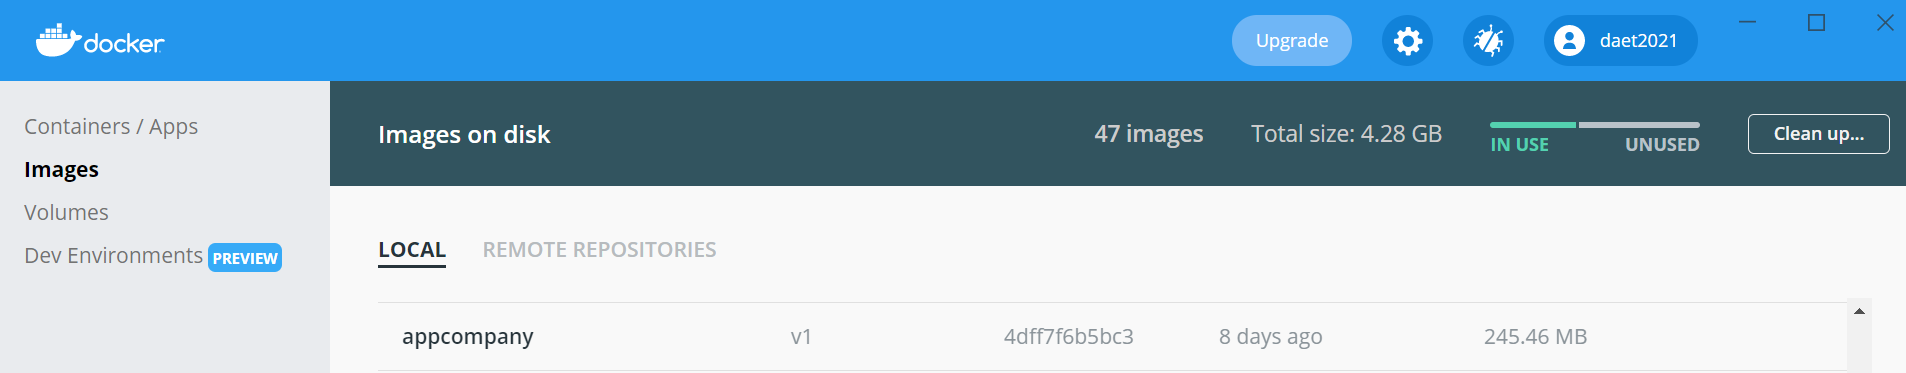 docker
Upgrade
daet2021
Containers / Apps
Images
Volumes
Dev Environments PREVIEW
Images on disk
47 images
Total size: 4.28 GB
IN USE
UNUSED
Clean up...
LOCAL
REMOTE REPOSITORIES
appcompany v1 4dff7f6b5bc3 8 days ago 245.46 MB